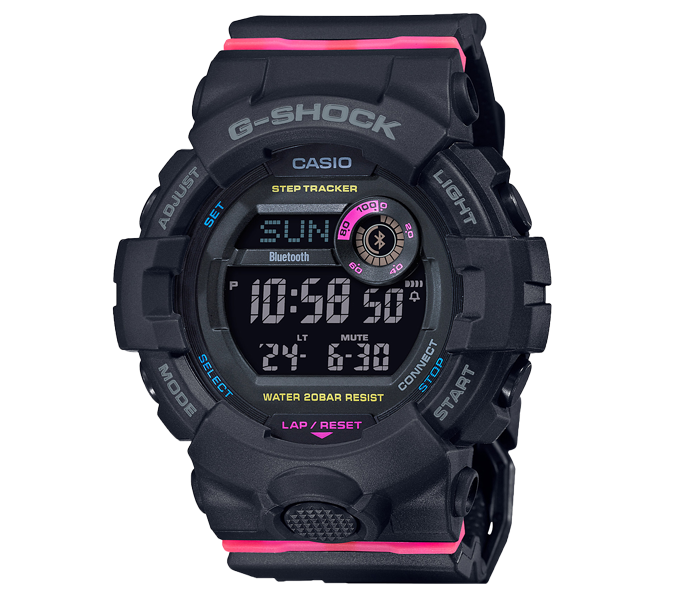 G-SHOCK
CASIO
STEP TRACKER
ADJUST
SET
LIGHT
SUN
80 100 0 20
60 40
Bluetooth
P 10:58 50
LT MUTE
'24- 6-30
SELECT
MODE
CONNECT
STOP
START
WATER 20BAR RESIST
LAP / RESET